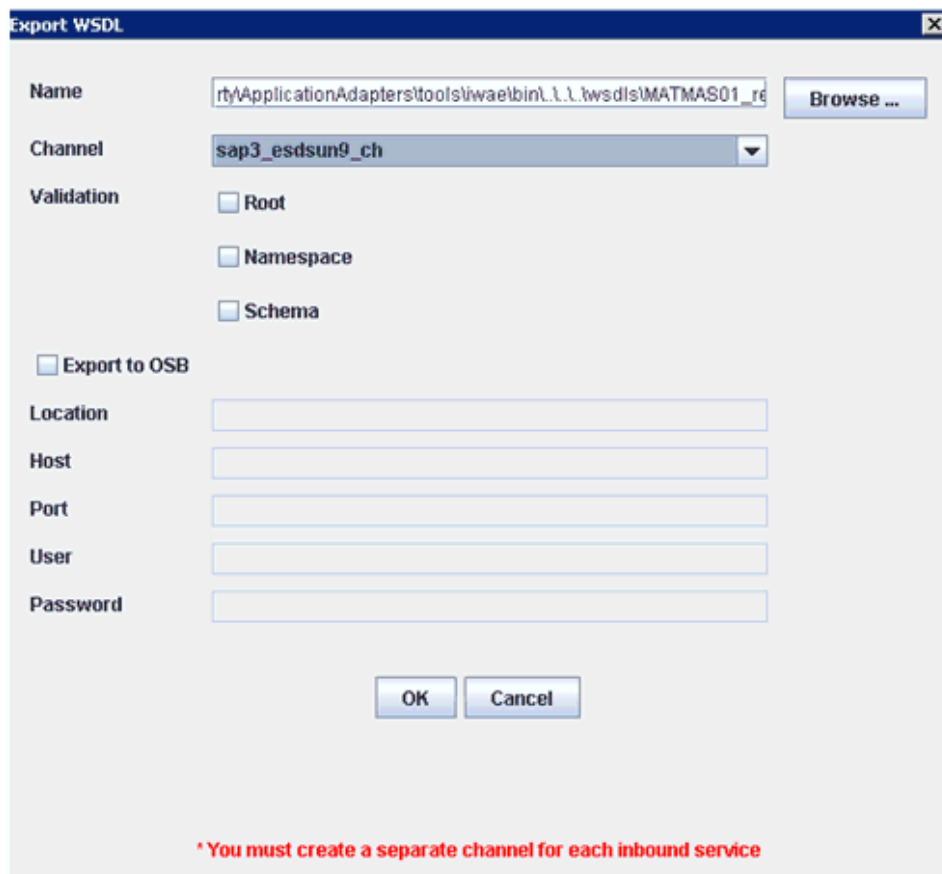 Export WSDL
Name rty\ApplicationAdapters\tools\iwae\bin\..\..\..\wsdls\MATMAS01_re Browse ...
Channel sap3_esdsun9_ch
Validation Root
Namespace
Schema
Export to OSB
Location
Host
Port
User
Password
OK Cancel
* You must create a separate channel for each inbound service